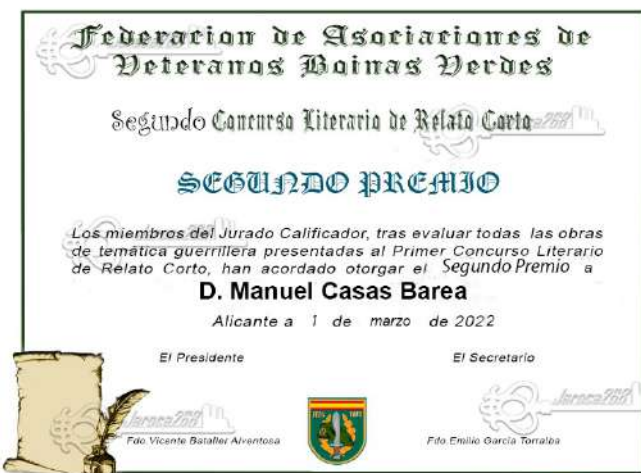 Federacion de Asociaciones de
Veteranos Boinas Verdes
Segundo Concurso Literario de Relato Corto
SEGUNDO PREMIO
Los miembros del Jurado Calificador, tras evaluar todas las obras
de temática guerrillera presentadas al Primer Concurso Literario
de Relato Corto, han acordado otorgar el Segundo Premio a
D. Manuel Casas Barea
Alicante a 1 de marzo de 2022
El Presidente El Secretario
Jaroca768
Fdo. Vicente Bataller Alventosa Fdo. Emilio García Torralba